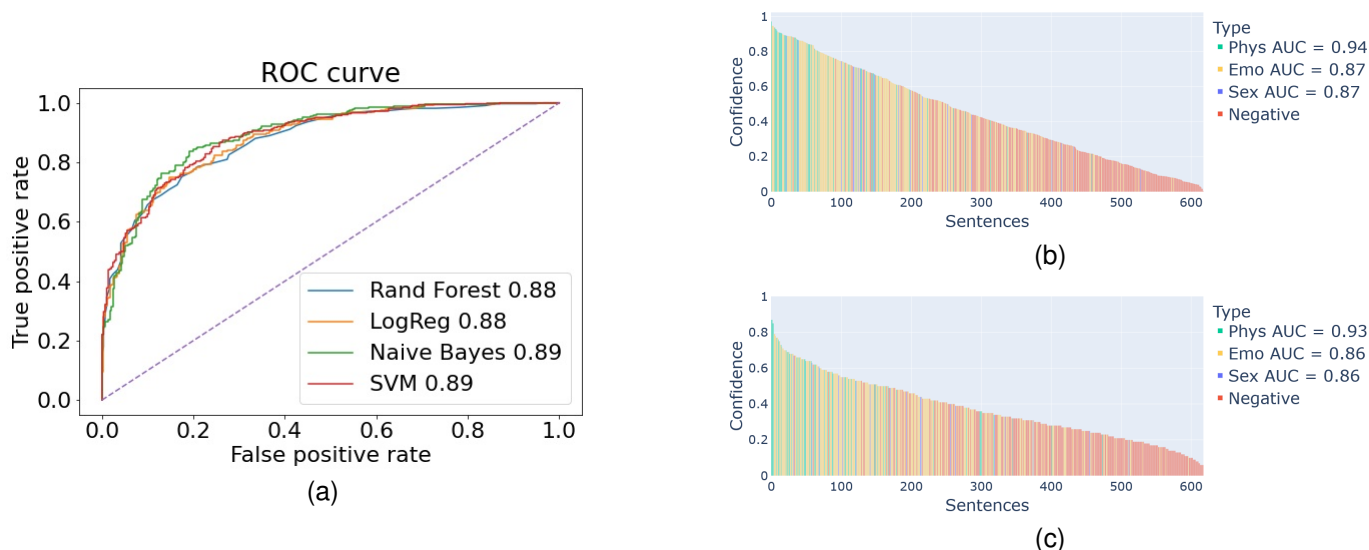 ROC curve
1.0
0.8
0.6
0.4
0.2
0.0
True positive rate
Rand Forest 0.88
LogReg 0.88
Naive Bayes 0.89
SVM 0.89
0.0 0.2 0.4 0.6 0.8 1.0
False positive rate
(a)
1
0.8
0.6
0.4
0.2
0
Confidence
0 100 200 300 400 500 600
Sentences
Type
Phys AUC = 0.94
Emo AUC = 0.87
Sex AUC = 0.87
Negative
(b)
1
0.8
0.6
0.4
0.2
0
Confidence
0 100 200 300 400 500 600
Sentences
Type
Phys AUC = 0.93
Emo AUC = 0.86
Sex AUC = 0.86
Negative
(c)